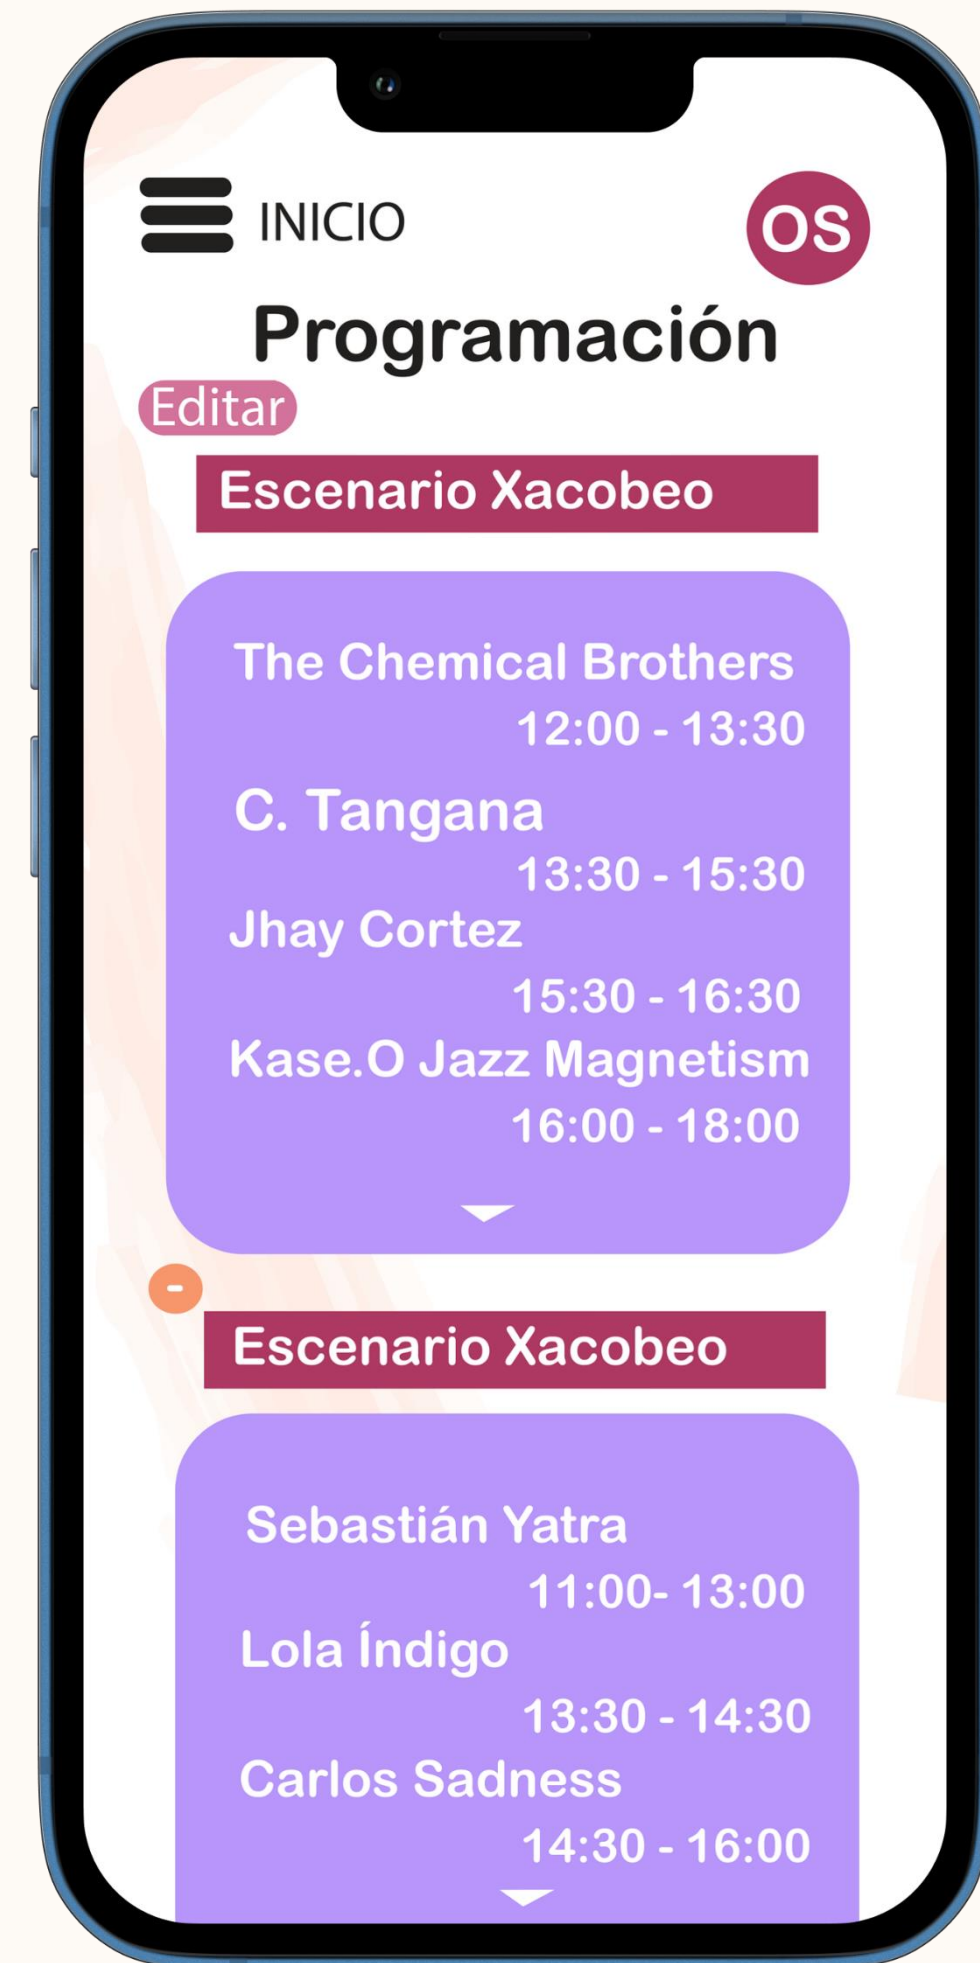 INICIO
OS
Programación
Editar
Escenario Xacobeo
The Chemical Brothers
12:00 - 13:30
C. Tangana
13:30 - 15:30
Jhay Cortez
15:30 - 16:30
Kase.O Jazz Magnetism
16:00 - 18:00
-
Escenario Xacobeo
Sebastián Yatra
11:00- 13:00
Lola Índigo
13:30 - 14:30
Carlos Sadness
14:30 - 16:00